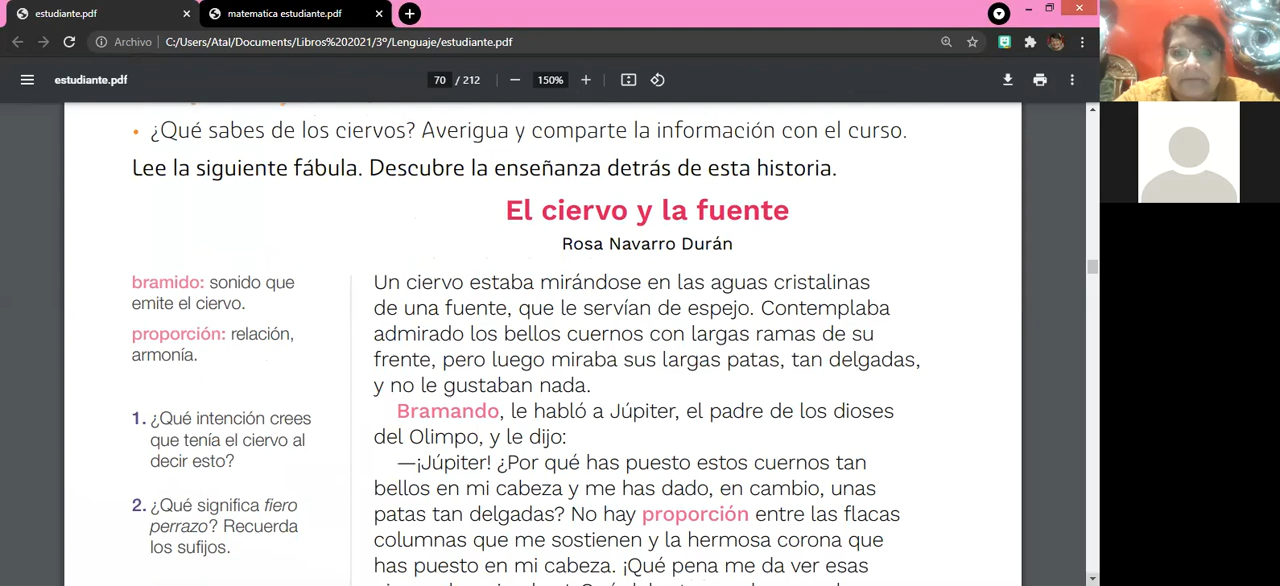 estudiante.pdf
matematica estudiante.pdf
Archivo
C:/Users/Atal/Documents/Libros%202021/3º/Lenguaje/estudiante.pdf
estudiante.pdf
70 / 212
150%
• ¿Qué sabes de los ciervos? Averigua y comparte la información con el curso.
Lee la siguiente fábula. Descubre la enseñanza detrás de esta historia.
El ciervo y la fuente
Rosa Navarro Durán
bramido: sonido que
emite el ciervo.
proporción: relación,
armonía.
1. ¿Qué intención crees
que tenía el ciervo al
decir esto?
2. ¿Qué significa fiero
perrazo? Recuerda
los sufijos.
Un ciervo estaba mirándose en las aguas cristalinas
de una fuente, que le servían de espejo. Contemplaba
admirado los bellos cuernos con largas ramas de su
frente, pero luego miraba sus largas patas, tan delgadas,
y no le gustaban nada.
Bramando, le habló a Júpiter, el padre de los dioses
del Olimpo, y le dijo:
—¡Júpiter! ¿Por qué has puesto estos cuernos tan
bellos en mi cabeza y me has dado, en cambio, unas
patas tan delgadas? No hay proporción entre las flacas
columnas que me sostienen y la hermosa corona que
has puesto en mi cabeza. ¡Qué pena me da ver esas